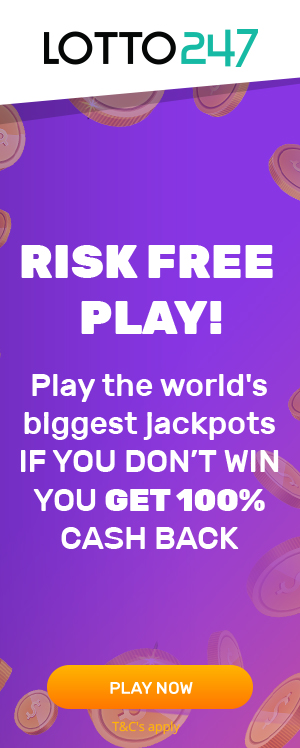 LOTTO247
RISK FREE
PLAY!
Play the world's
biggest jackpots
IF YOU DON’T WIN
YOU GET 100%
CASH BACK
PLAY NOW
T&C's apply